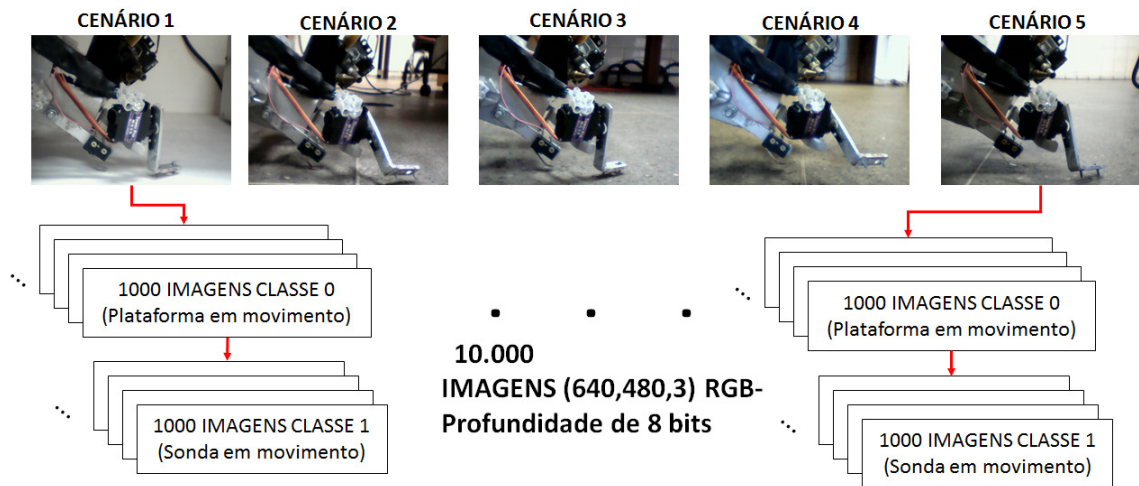 CENÁRIO 1
CENÁRIO 2
CENÁRIO 3
CENÁRIO 4
CENÁRIO 5
...
1000 IMAGENS CLASSE 0
(Plataforma em movimento)
...
1000 IMAGENS CLASSE 1
(Sonda em movimento)
. . .
10.000
IMAGENS (640,480,3) RGB-
Profundidade de 8 bits
...
1000 IMAGENS CLASSE 0
(Plataforma em movimento)
...
1000 IMAGENS CLASSE 1
(Sonda em movimento)